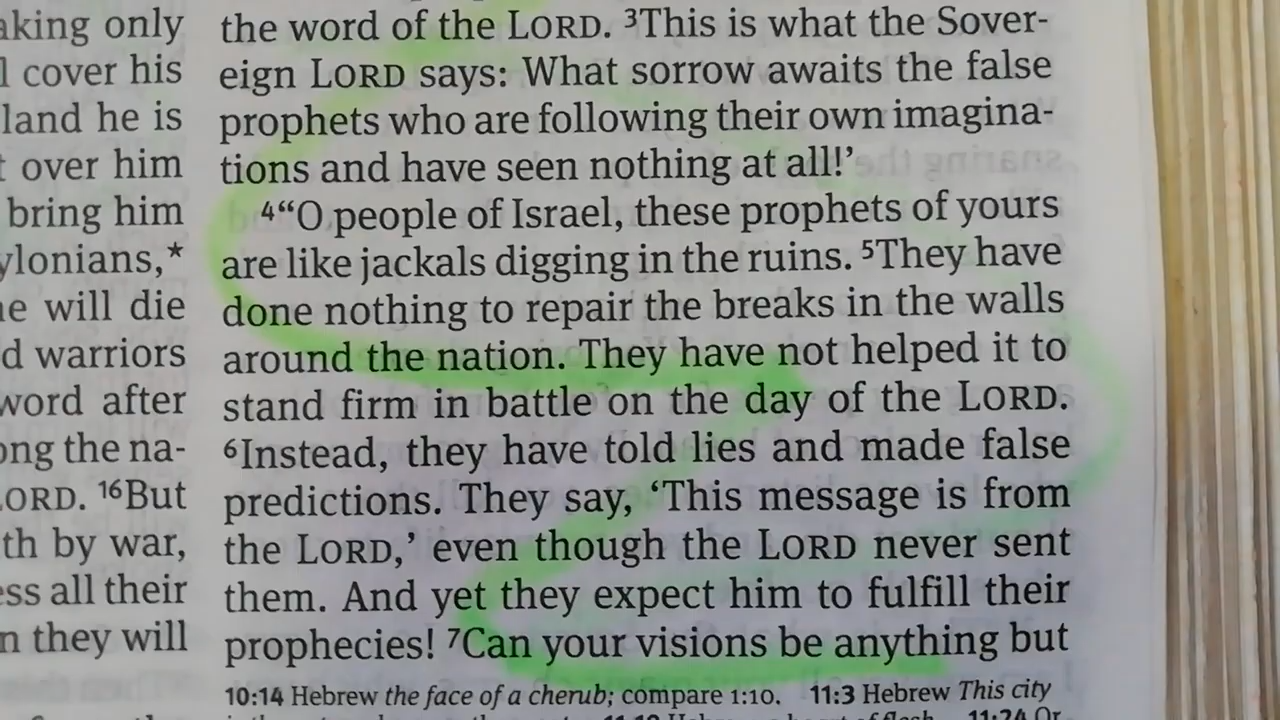 aking only
l cover his
land he is
t over him
bring him
ylonians,*
he will die
d warriors
word after
ong the na-
LORD. ¹⁶But
th by war,
ess all their
n they will
the word of the LORD. ³This is what the Sover-
eign LORD says: What sorrow awaits the false
prophets who are following their own imagina-
tions and have seen nothing at all!’
⁴“O people of Israel, these prophets of yours
are like jackals digging in the ruins. ⁵They have
done nothing to repair the breaks in the walls
around the nation. They have not helped it to
stand firm in battle on the day of the LORD.
⁶Instead, they have told lies and made false
predictions. They say, ‘This message is from
the LORD,’ even though the LORD never sent
them. And yet they expect him to fulfill their
prophecies! ⁷Can your visions be anything but
10:14 Hebrew the face of a cherub; compare 1:10. 11:3 Hebrew This city
11:24 Or